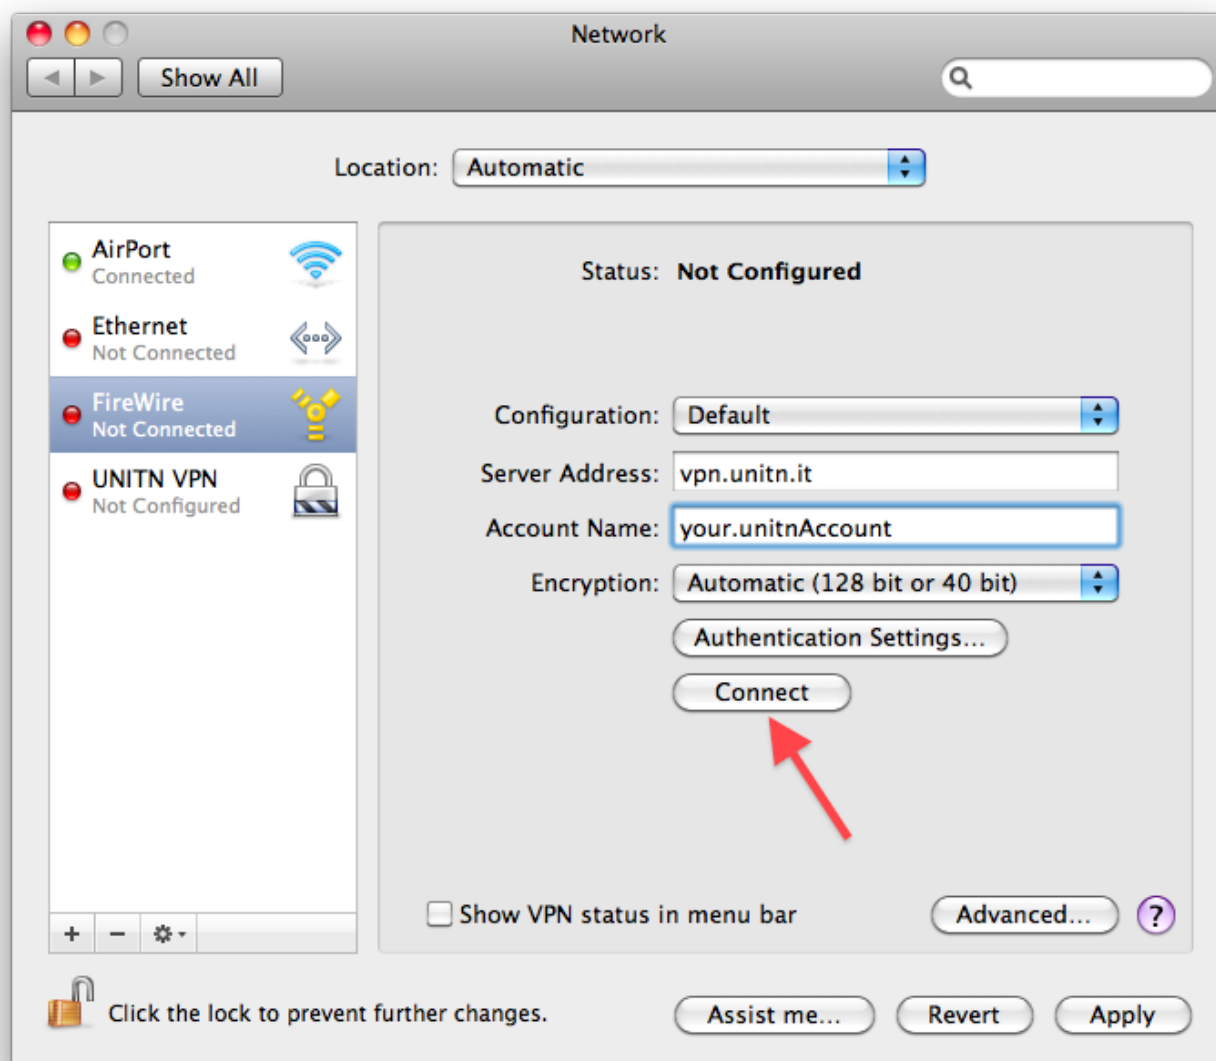 Network
Show All
Location: Automatic
AirPort
Connected
Ethernet
Not Connected
FireWire
Not Connected
UNITN VPN
Not Configured
Status: Not Configured
Configuration: Default
Server Address: vpn.unitn.it
Account Name: your.unitnAccount
Encryption: Automatic (128 bit or 40 bit)
Authentication Settings...
Connect
Show VPN status in menu bar
Advanced... ?
Click the lock to prevent further changes.
Assist me... Revert Apply